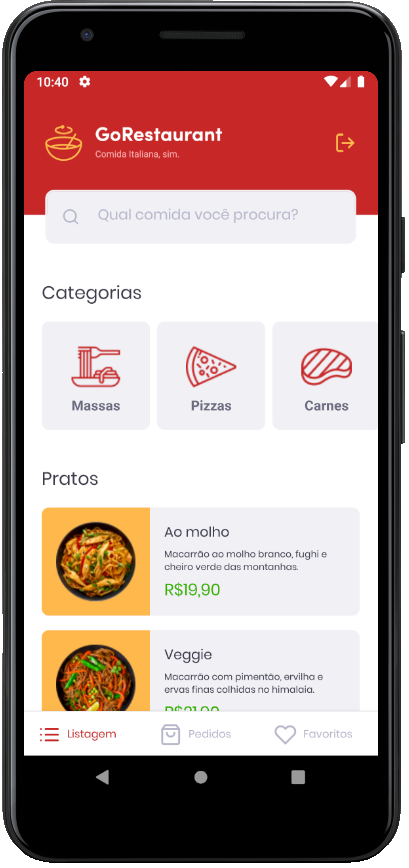 10:40
GoRestaurant
Comida Italiana, sim.
Qual comida você procura?
Categorias
Massas
Pizzas
Carnes
Pratos
Ao molho
Macarrão ao molho branco, fughi e
cheiro verde das montanhas.
R$19,90
Veggie
Macarrão com pimentão, ervilha e
ervas finas colhidas no himalaia.
R$21,90
Listagem
Pedidos
Favoritos